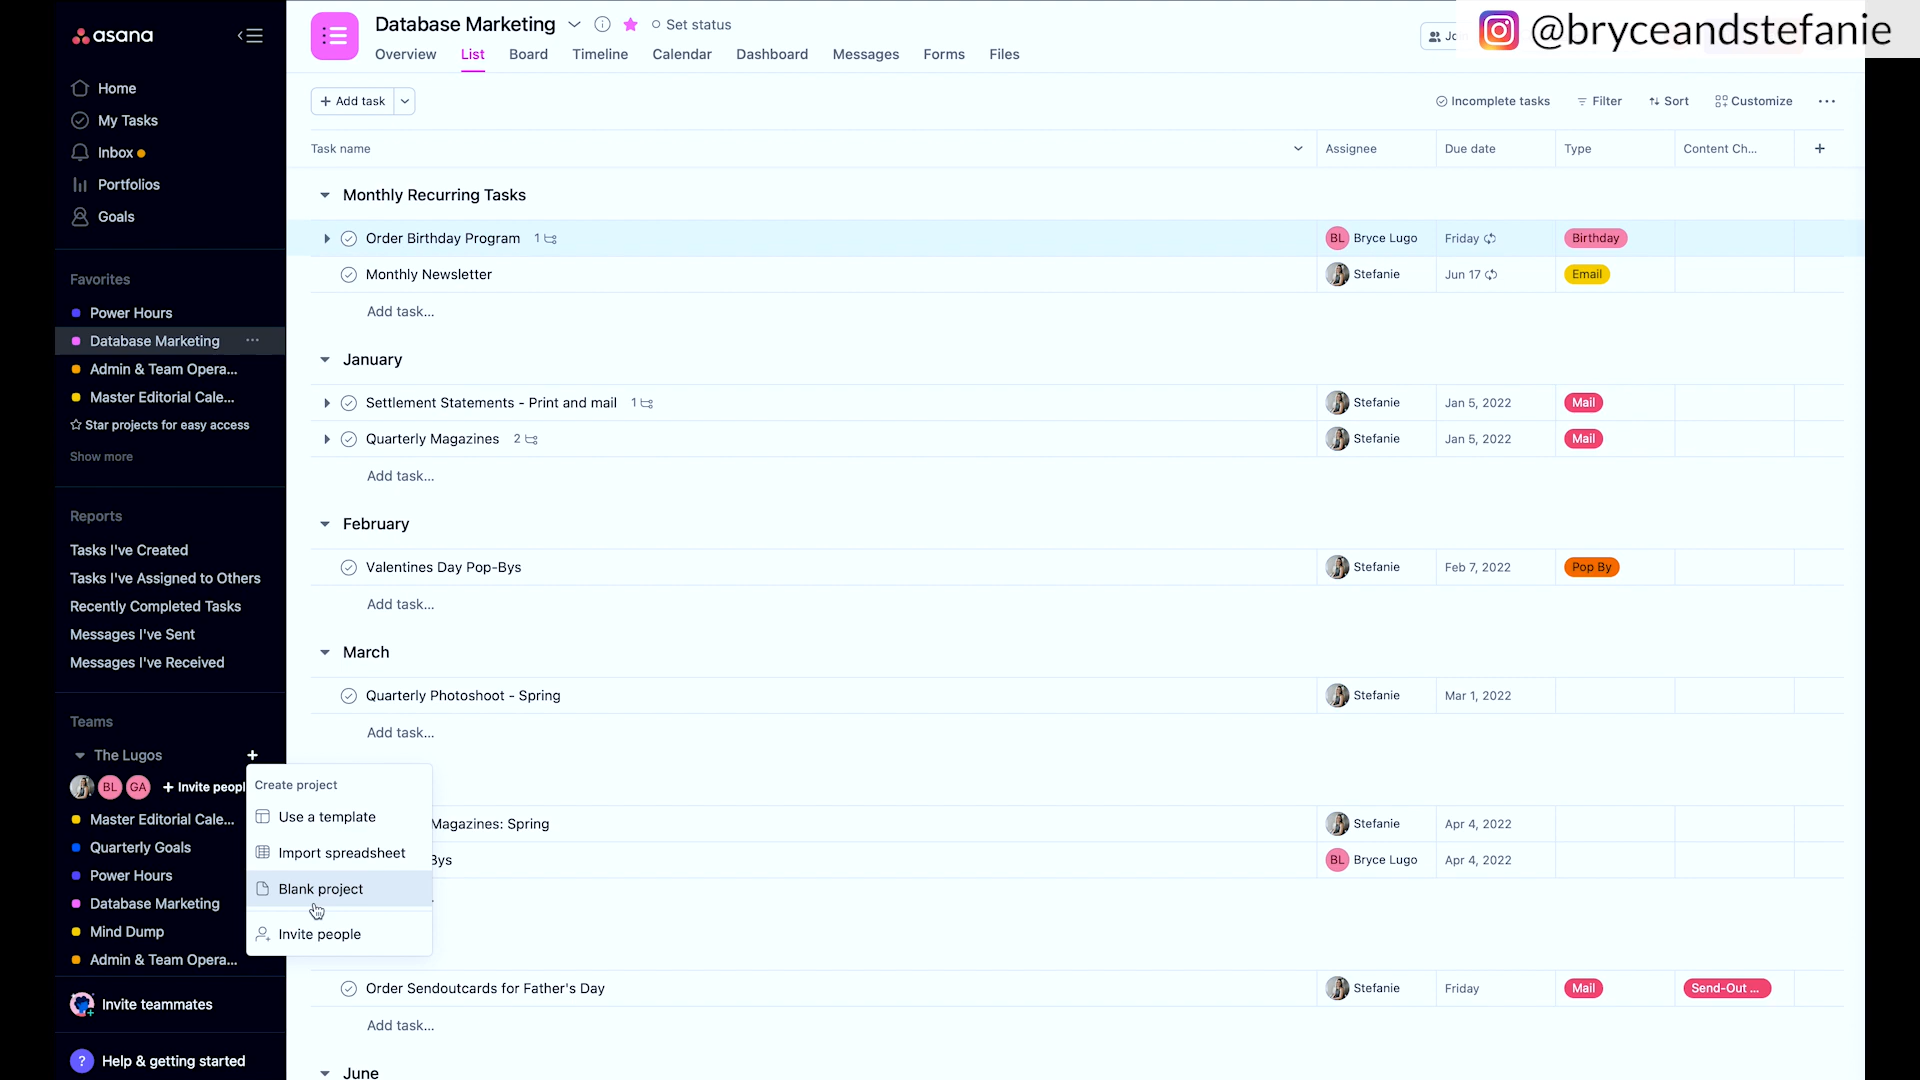 asana
Home
My Tasks
Inbox
Portfolios
Goals
Favorites
Power Hours
Database Marketing
Admin & Team Opera...
Master Editorial Cale...
Star projects for easy access
Show more
Reports
Tasks I've Created
Tasks I've Assigned to Others
Recently Completed Tasks
Messages I've Sent
Messages I've Received
Teams
The Lugos
BL GA + Invite peopl
Master Editorial Cale...
Quarterly Goals
Power Hours
Database Marketing
Mind Dump
Admin & Team Opera...
Invite teammates
? Help & getting started
Create project
Use a template
Import spreadsheet
Blank project
Invite people
Database Marketing
Set status
@bryceandstefanie
Overview List Board Timeline Calendar Dashboard Messages Forms Files
+ Add task
Incomplete tasks Filter Sort Customize ...
Task name Assignee Due date Type Content Ch... +
Monthly Recurring Tasks
Order Birthday Program 1 BL Bryce Lugo Friday Birthday
Monthly Newsletter Stefanie Jun 17 Email
Add task...
January
Settlement Statements - Print and mail 1 Stefanie Jan 5, 2022 Mail
Quarterly Magazines 2 Stefanie Jan 5, 2022 Mail
Add task...
February
Valentines Day Pop-Bys Stefanie Feb 7, 2022 Pop By
Add task...
March
Quarterly Photoshoot - Spring Stefanie Mar 1, 2022
Add task...
Magazines: Spring Stefanie Apr 4, 2022
Bys BL Bryce Lugo Apr 4, 2022
Order Sendoutcards for Father's Day Stefanie Friday Mail Send-Out ...
Add task...
June